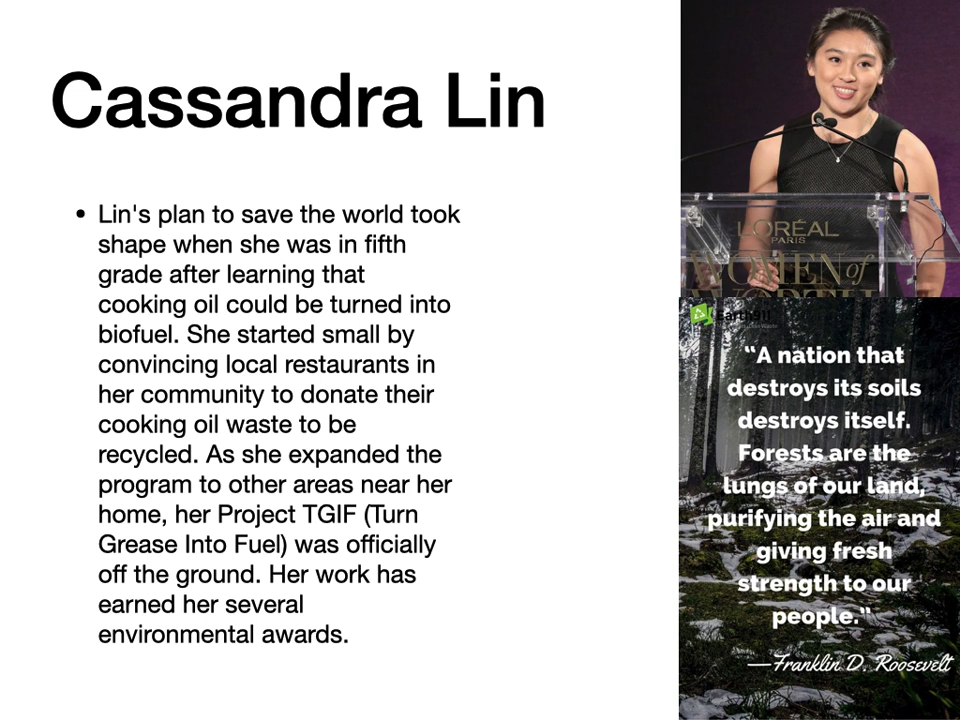 Cassandra Lin
• Lin's plan to save the world took
shape when she was in fifth
grade after learning that
cooking oil could be turned into
biofuel. She started small by
convincing local restaurants in
her community to donate their
cooking oil waste to be
recycled. As she expanded the
program to other areas near her
home, her Project TGIF (Turn
Grease Into Fuel) was officially
off the ground. Her work has
earned her several
environmental awards.
L'ORÉAL
PARIS
WOMEN of
WORTH
Earth911
“A nation that
destroys its soils
destroys itself.
Forests are the
lungs of our land,
purifying the air and
giving fresh
strength to our
people.”
—Franklin D. Roosevelt